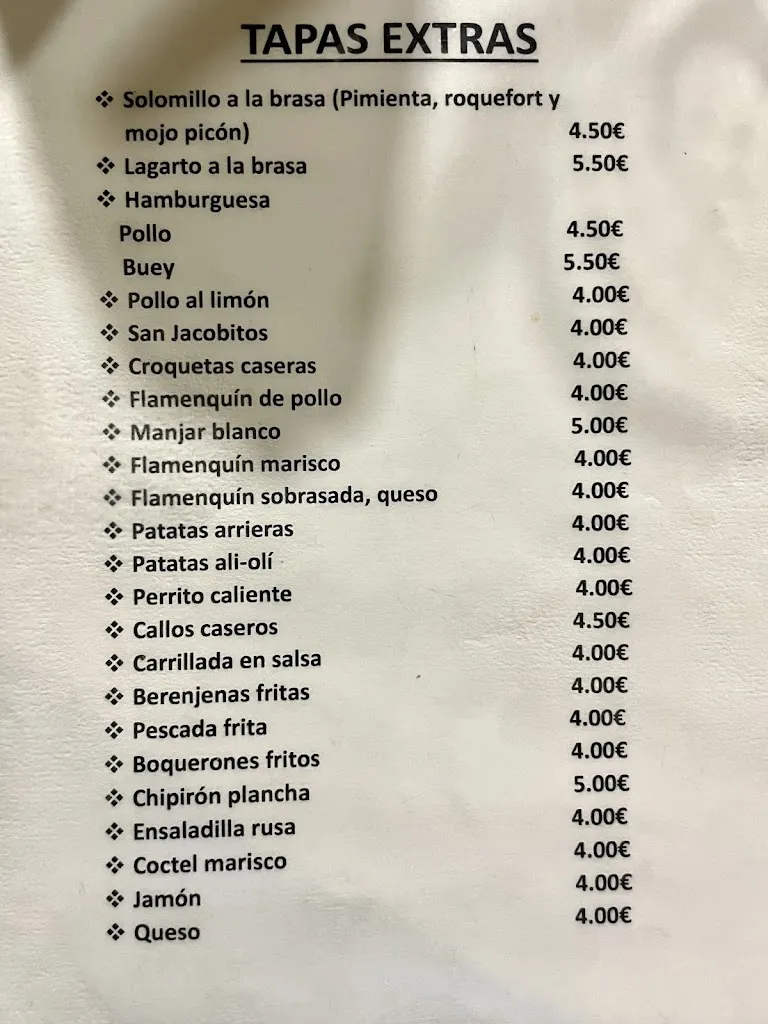 TAPAS EXTRAS
❖ Solomillo a la brasa (Pimienta, roquefort y
mojo picón) 4.50€
❖ Lagarto a la brasa 5.50€
❖ Hamburguesa
Pollo 4.50€
Buey 5.50€
❖ Pollo al limón 4.00€
❖ San Jacobitos 4.00€
❖ Croquetas caseras 4.00€
❖ Flamenquín de pollo 4.00€
❖ Manjar blanco 5.00€
❖ Flamenquín marisco 4.00€
❖ Flamenquín sobrasada, queso 4.00€
❖ Patatas arrieras 4.00€
❖ Patatas ali-olí 4.00€
❖ Perrito caliente 4.00€
❖ Callos caseros 4.50€
❖ Carrillada en salsa 4.00€
❖ Berenjenas fritas 4.00€
❖ Pescada frita 4.00€
❖ Boquerones fritos 4.00€
❖ Chipirón plancha 5.00€
❖ Ensaladilla rusa 4.00€
❖ Coctel marisco 4.00€
❖ Jamón 4.00€
❖ Queso 4.00€